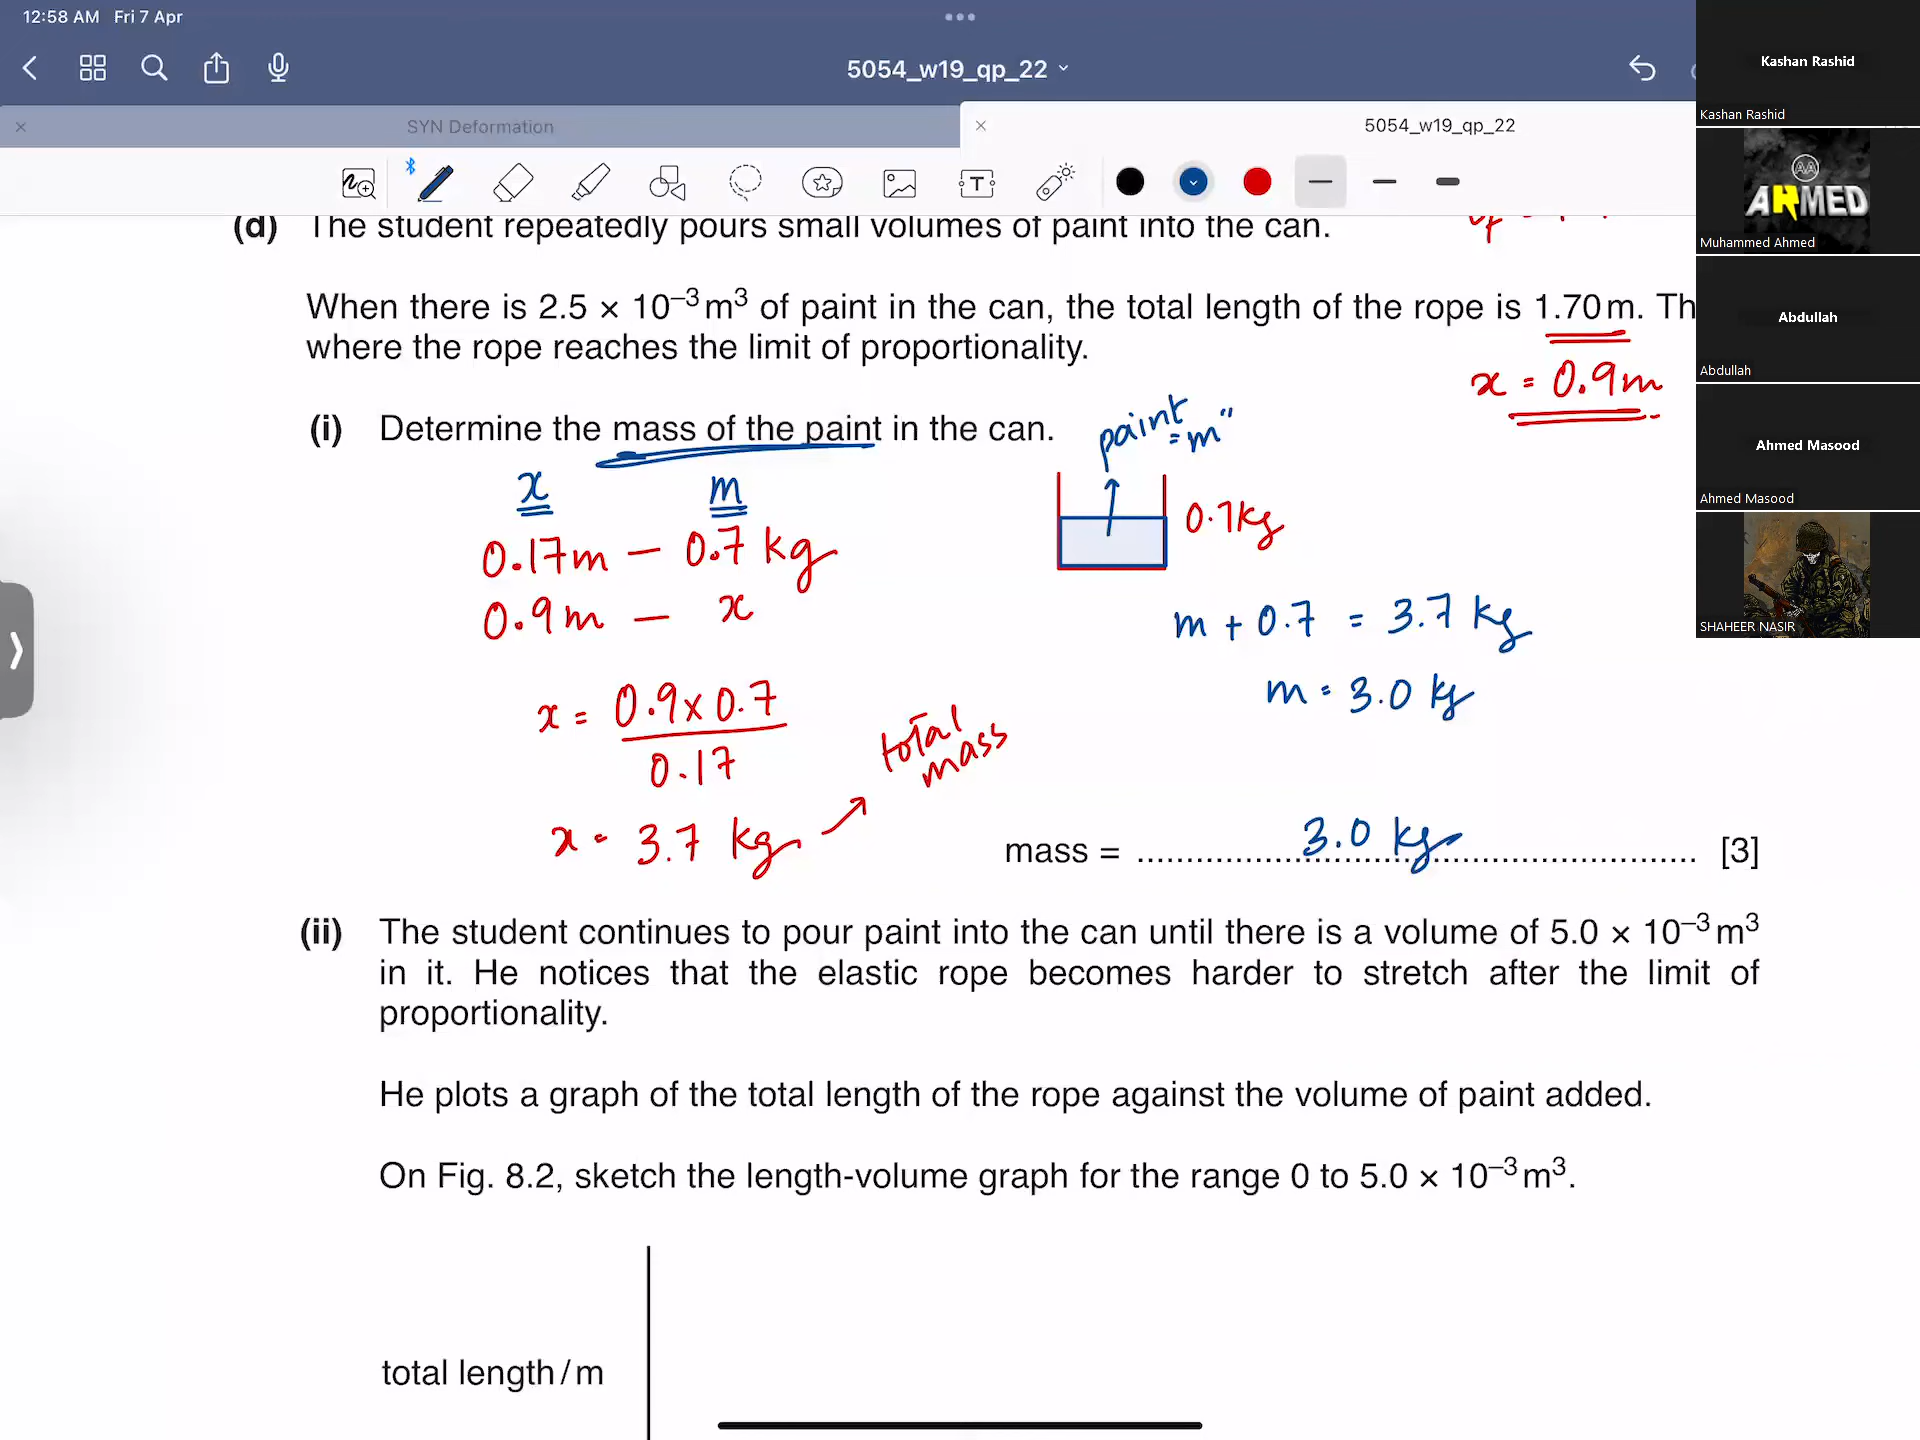 12:58 AM Fri 7 Apr
5054_w19_qp_22
SYN Deformation
5054_w19_qp_22
(d) The student repeatedly pours small volumes of paint into the can.
When there is 2.5 × 10⁻³ m³ of paint in the can, the total length of the rope is 1.70 m. Th
where the rope reaches the limit of proportionality.
x = 0.9m
(i) Determine the mass of the paint in the can.
paint = m"
x m
0.17m – 0.7 kg
0.7kg
0.9m – x
m + 0.7 = 3.7 kg
m = 3.0 kg
x = 0.9 × 0.7
0.17
total mass
x = 3.7 kg
mass = .......... 3.0 kg .......... [3]
(ii) The student continues to pour paint into the can until there is a volume of 5.0 × 10⁻³ m³
in it. He notices that the elastic rope becomes harder to stretch after the limit of
proportionality.
He plots a graph of the total length of the rope against the volume of paint added.
On Fig. 8.2, sketch the length-volume graph for the range 0 to 5.0 × 10⁻³ m³.
total length / m
Kashan Rashid
Kashan Rashid
AA
ARMED
Muhammed Ahmed
Abdullah
Abdullah
Ahmed Masood
Ahmed Masood
SHAHEER NASIR